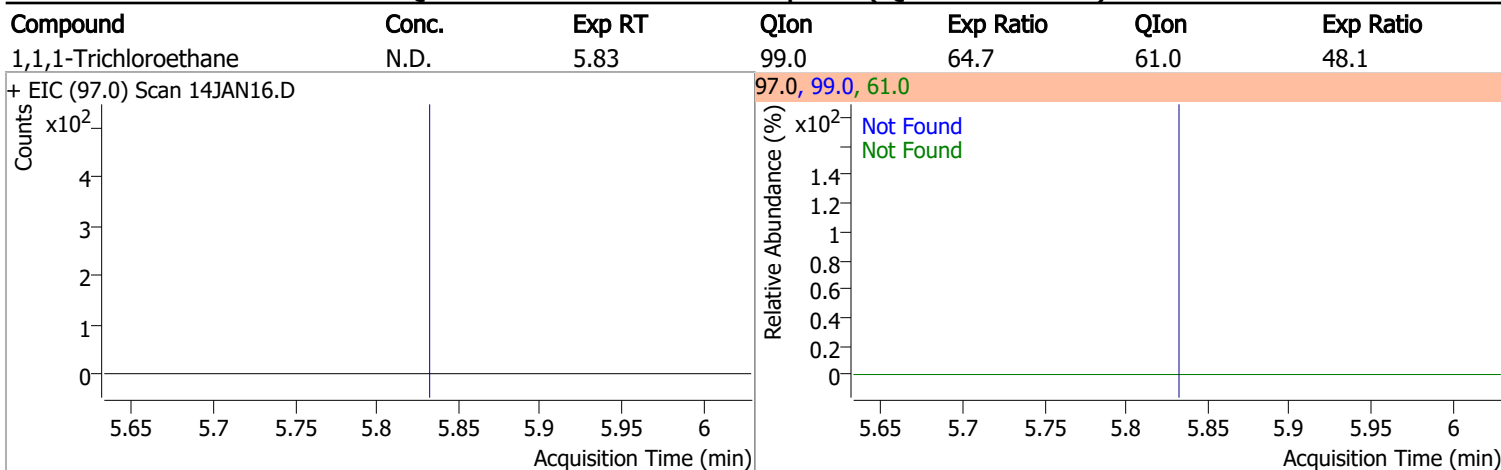 Compound Conc. Exp RT QIon Exp Ratio QIon Exp Ratio
1,1,1-Trichloroethane N.D. 5.83 99.0 64.7 61.0 48.1
+ EIC (97.0) Scan 14JAN16.D
Counts
x10²
4
3
2
1
0
5.65 5.7 5.75 5.8 5.85 5.9 5.95 6
Acquisition Time (min)
97.0, 99.0, 61.0
Relative Abundance (%)
x10²
Not Found
Not Found
1.4
1.2
1
0.8
0.6
0.4
0.2
0
5.65 5.7 5.75 5.8 5.85 5.9 5.95 6
Acquisition Time (min)